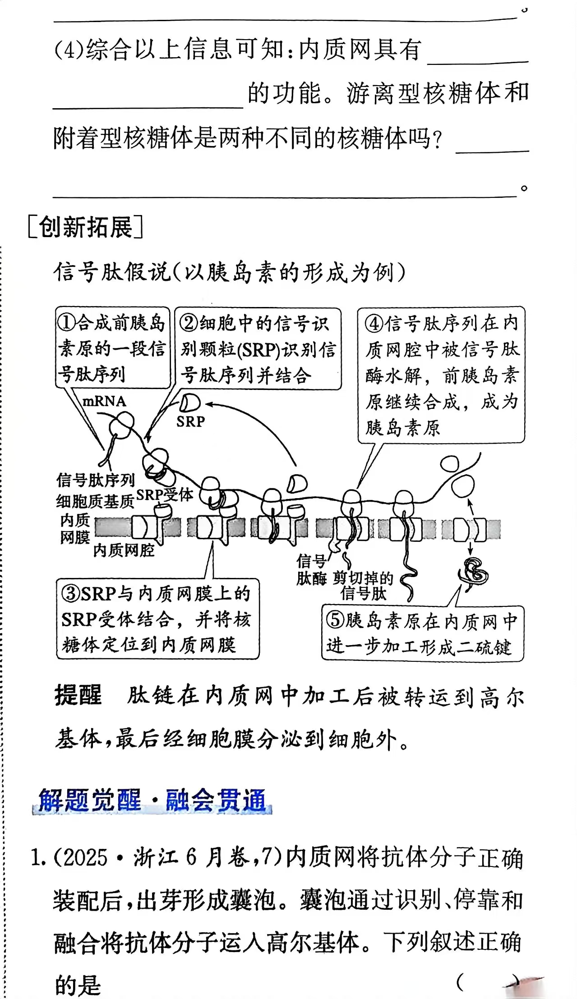 (4)综合以上信息可知:内质网具有
的功能。游离型核糖体和
附着型核糖体是两种不同的核糖体吗?
。
[创新拓展]
信号肽假说(以胰岛素的形成为例)
①合成前胰岛
素原的一段信
号肽序列
②细胞中的信号识
别颗粒(SRP)识别信
号肽序列并结合
④信号肽序列在内
质网腔中被信号肽
酶水解，前胰岛素
原继续合成，成为
胰岛素原
mRNA
SRP
信号肽序列
细胞质基质
SRP受体
内质
网膜
内质网腔
信号
肽酶
剪切掉的
信号肽
③SRP与内质网膜上的
SRP受体结合，并将核
糖体定位到内质网膜
⑤胰岛素原在内质网中
进一步加工形成二硫键
提醒 肽链在内质网中加工后被转运到高尔
基体,最后经细胞膜分泌到细胞外。
解题觉醒·融会贯通
1.(2025·浙江6月卷,7)内质网将抗体分子正确
装配后,出芽形成囊泡。囊泡通过识别、停靠和
融合将抗体分子运入高尔基体。下列叙述正确
的是 ( )